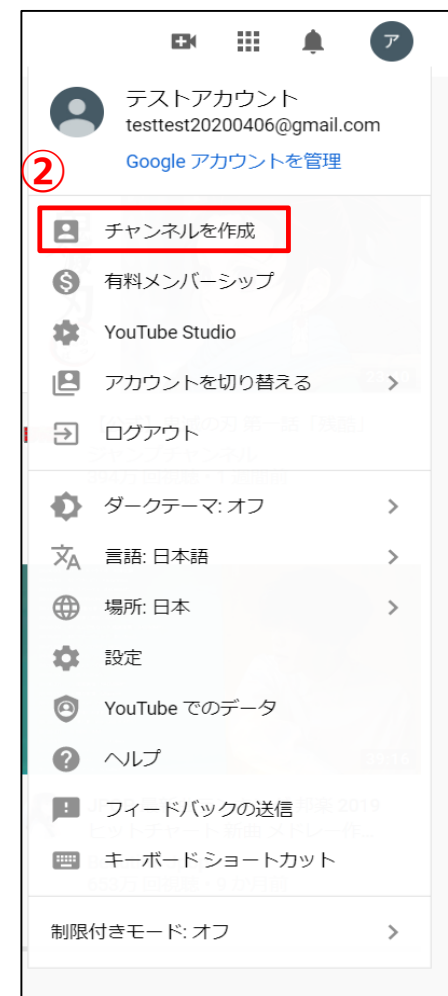 ア
テストアカウント
testtest20200406@gmail.com
Google アカウントを管理
②
チャンネルを作成
有料メンバーシップ
YouTube Studio
アカウントを切り替える
ログアウト
ダークテーマ: オフ
言語: 日本語
場所: 日本
設定
YouTube でのデータ
ヘルプ
フィードバックの送信
キーボード ショートカット
制限付きモード: オフ